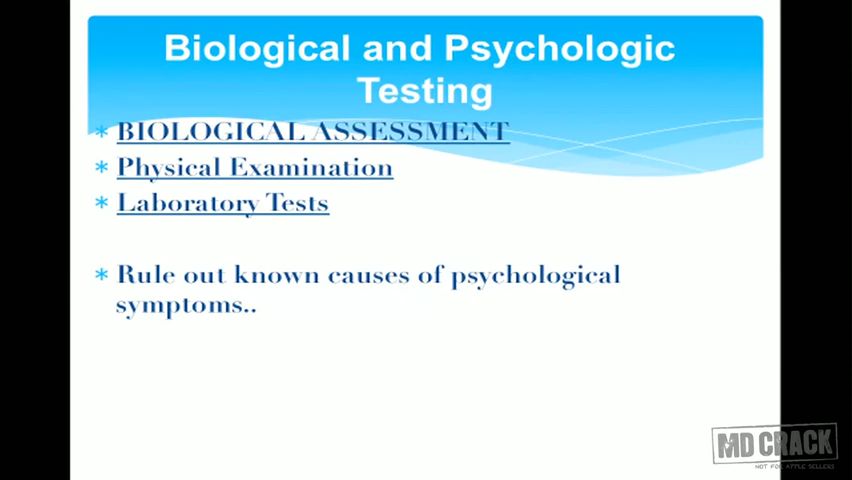 Biological and Psychologic
Testing
* BIOLOGICAL ASSESSMENT
* Physical Examination
* Laboratory Tests
* Rule out known causes of psychological
symptoms..
MD CRACK
NOT FOR APPLE SELLERS